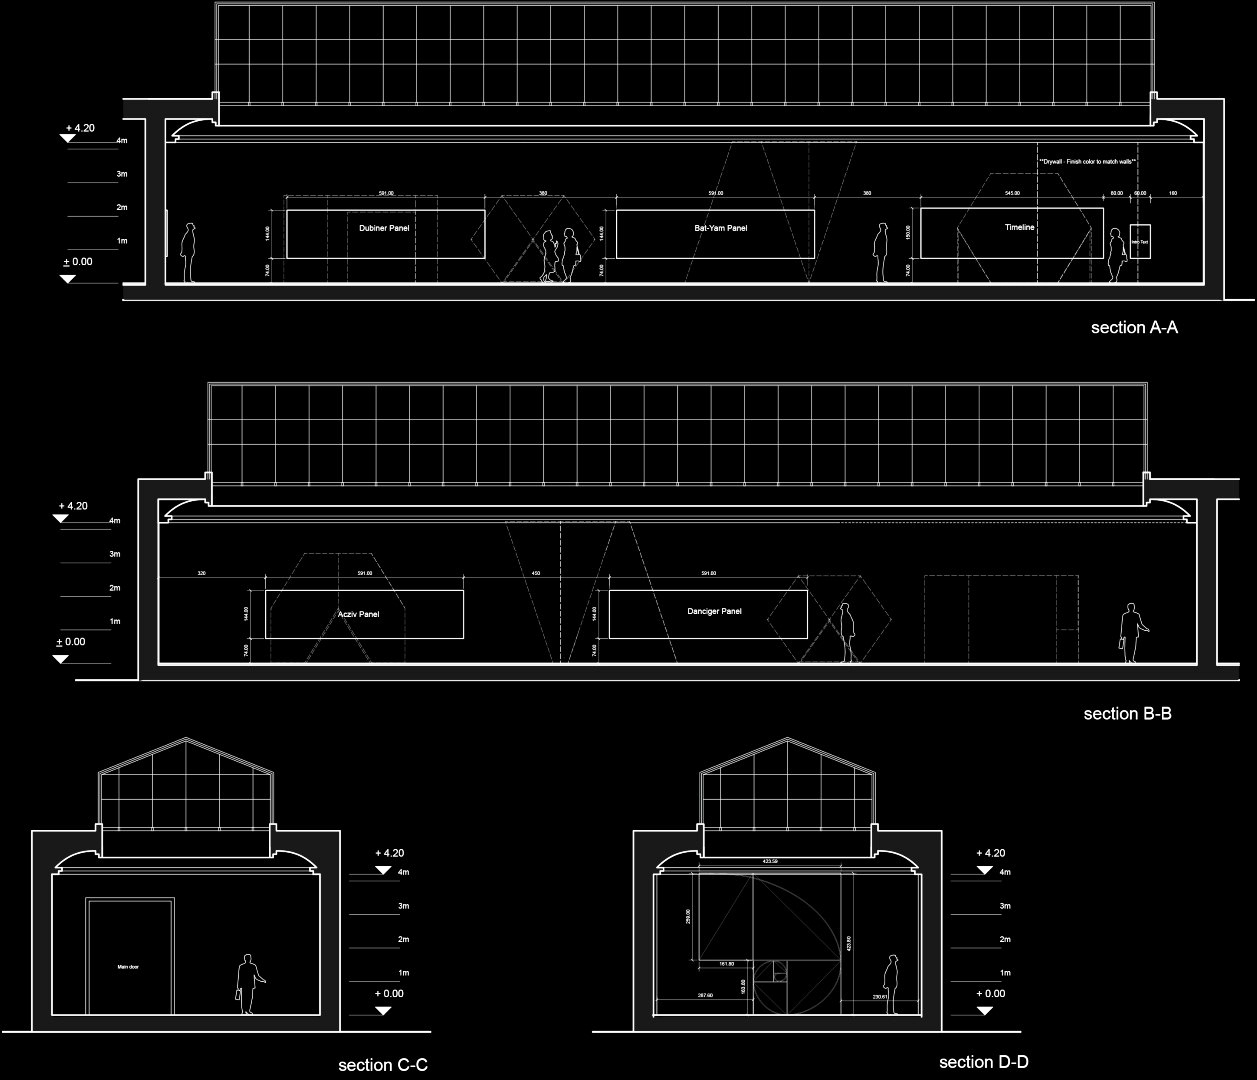 + 4.20
4m
**Drywall - Finish color to match walls**
3m
591.00 380 591.00 380 545.00 80.00 60.00 160
2m
144.00 Dubiner Panel 144.00 Bat-Yam Panel 150.00 Timeline
1m
Intro Text
± 0.00
74.00 74.00 74.00
section A-A
+ 4.20
4m
3m
320 591.00 450 591.00
2m
144.00 Acziv Panel 144.00 Danciger Panel
1m
± 0.00
74.00 74.00
section B-B
+ 4.20
4m
3m
2m
Main door
1m
+ 0.00
section C-C
423.59
+ 4.20
4m
3m
2m
423.60
161.80
1m
287.60
230.61
+ 0.00
section D-D